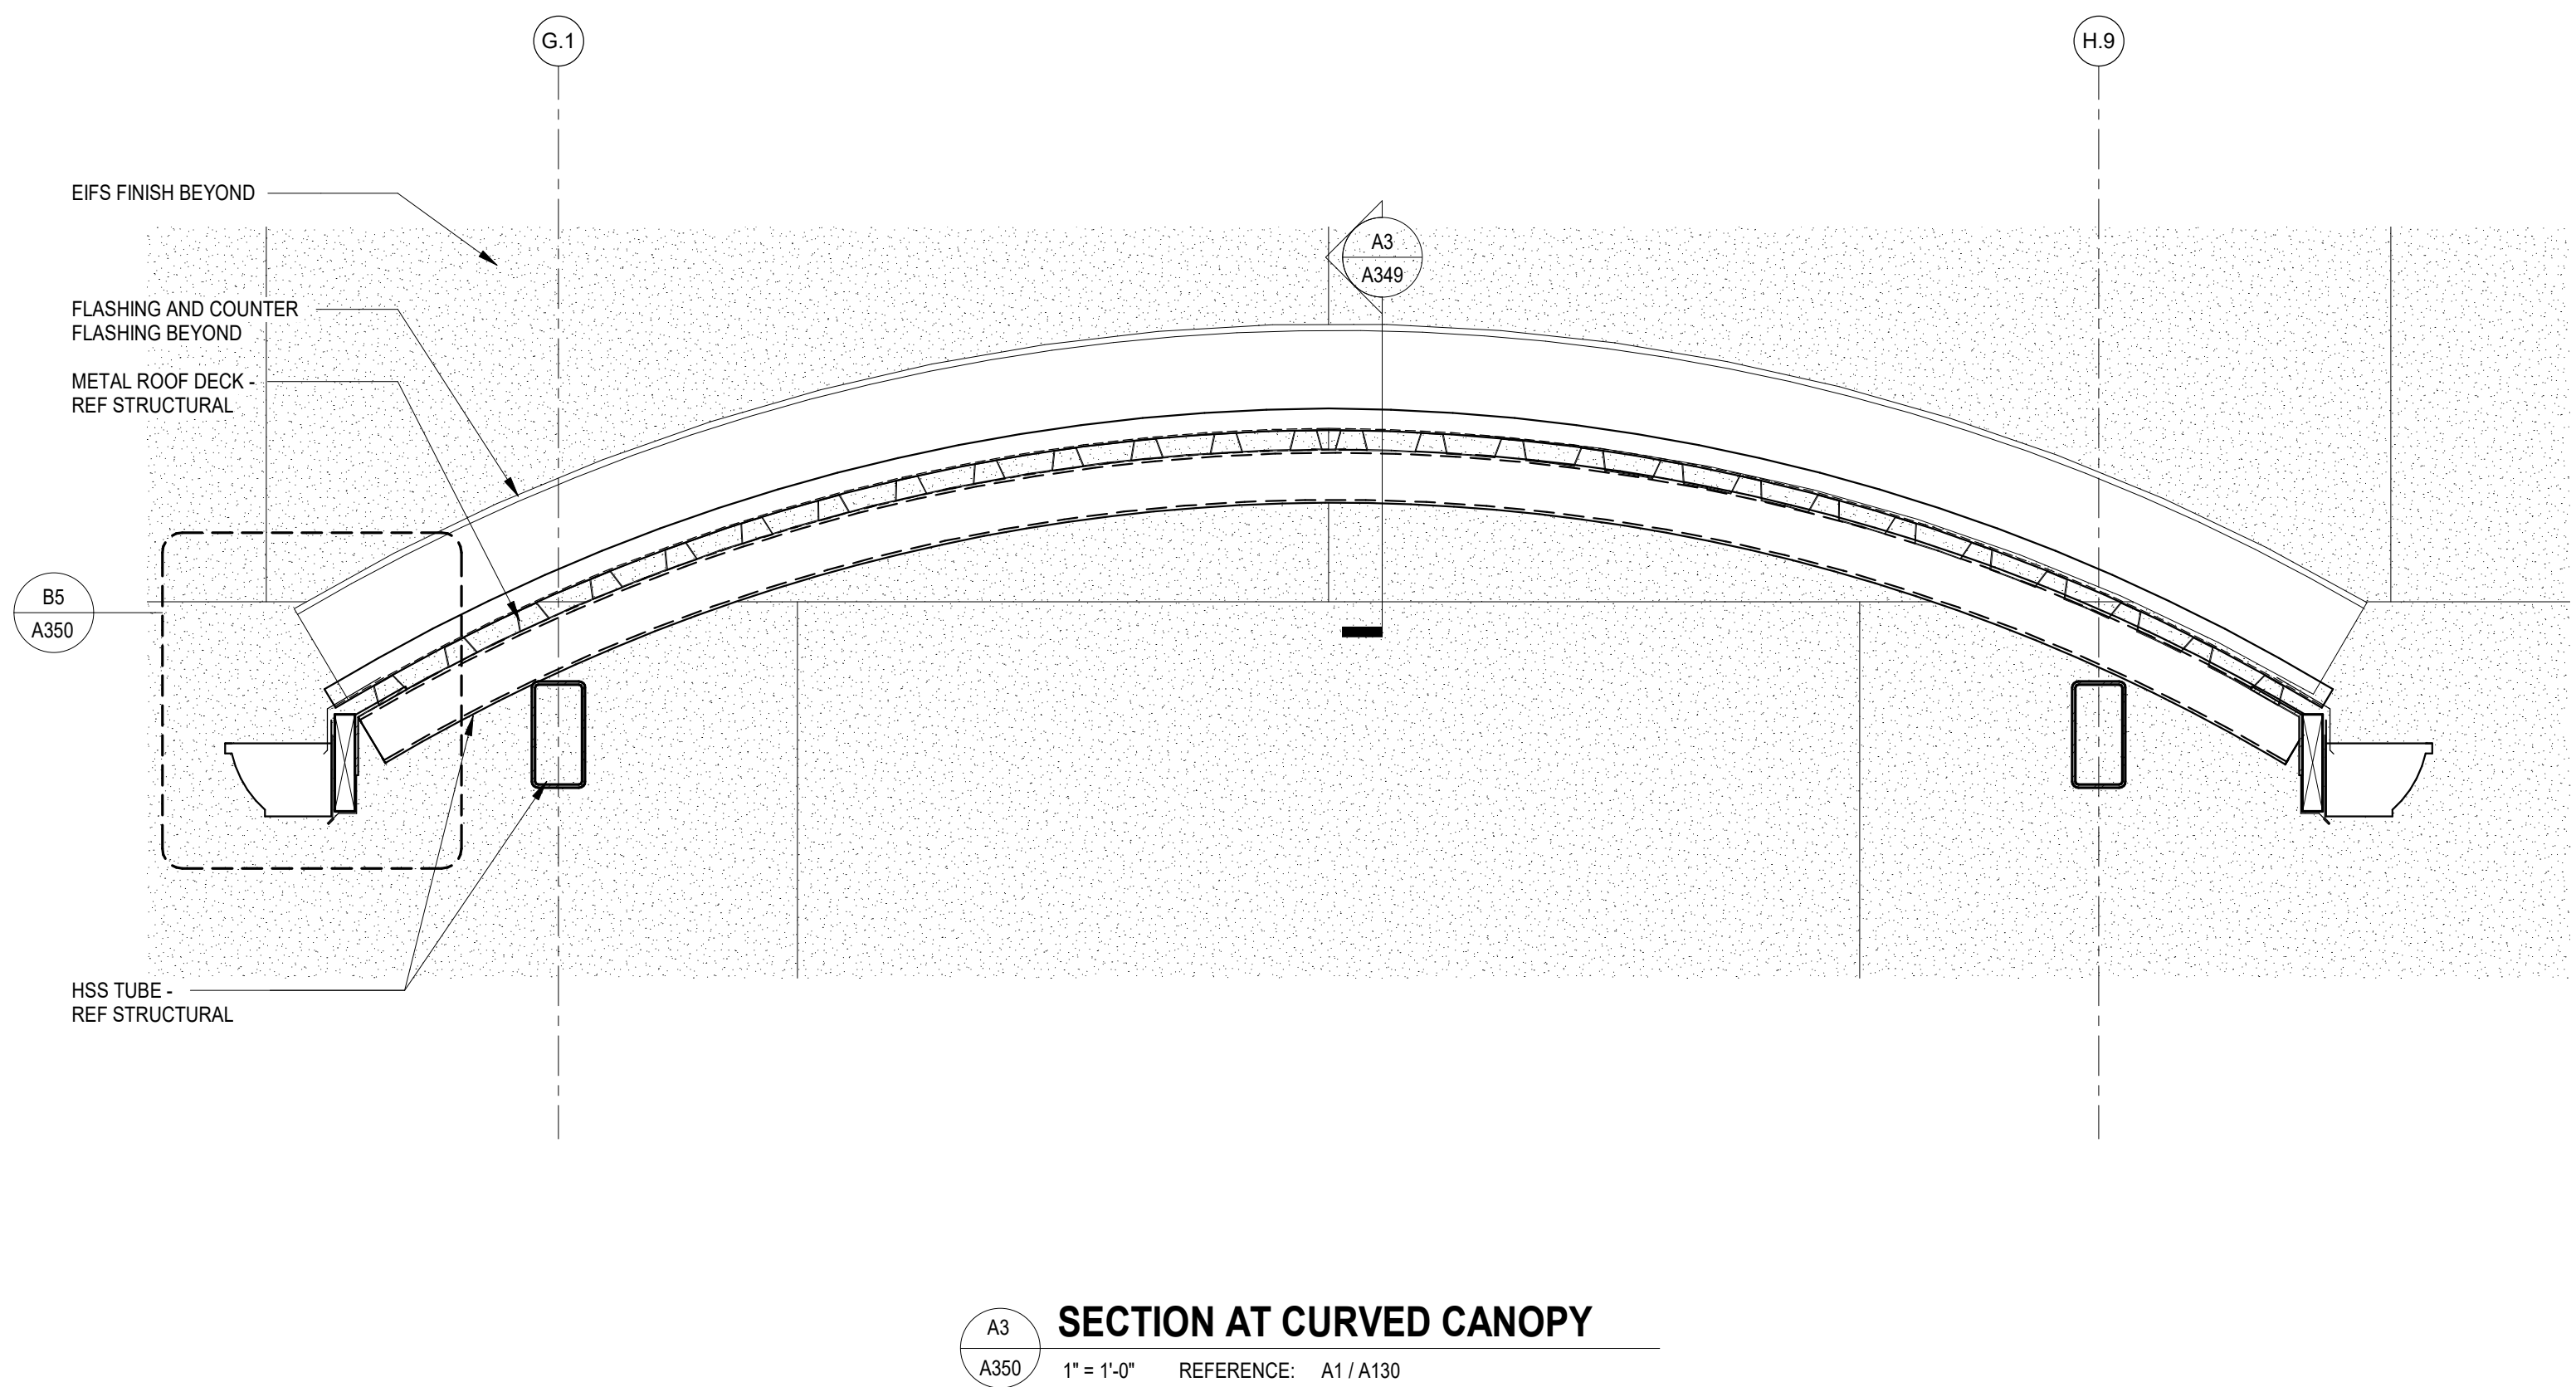 G.1
H.9
EIFS FINISH BEYOND
A3
A349
FLASHING AND COUNTER
FLASHING BEYOND
METAL ROOF DECK -
REF STRUCTURAL
B5
A350
HSS TUBE -
REF STRUCTURAL
A3
A350
SECTION AT CURVED CANOPY
1" = 1'-0" REFERENCE: A1 / A130